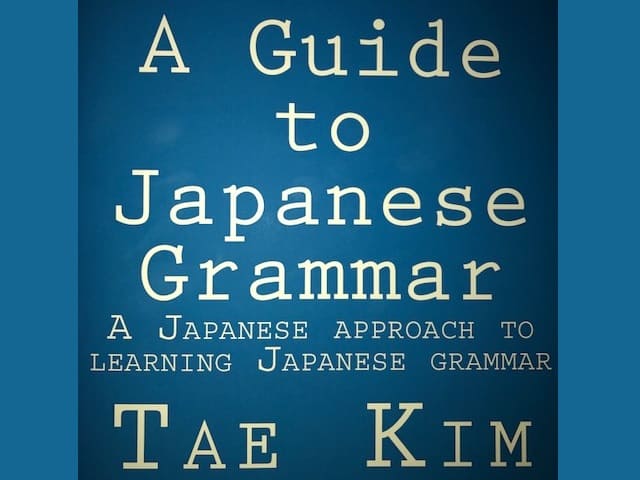 A Guide
to
Japanese
Grammar
A Japanese approach to
learning Japanese grammar
Tae Kim